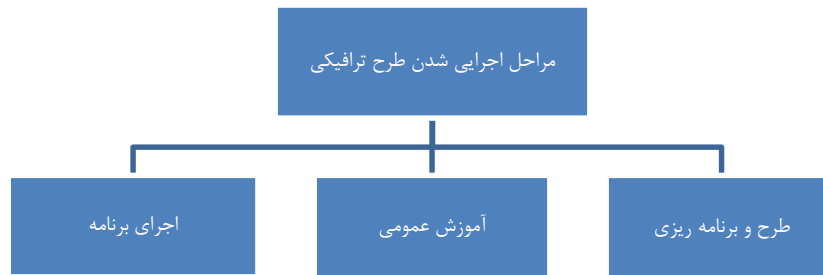 مراحل اجرایی شدن طرح ترافیکی
طرح و برنامه ریزی
آموزش عمومی
اجرای برنامه